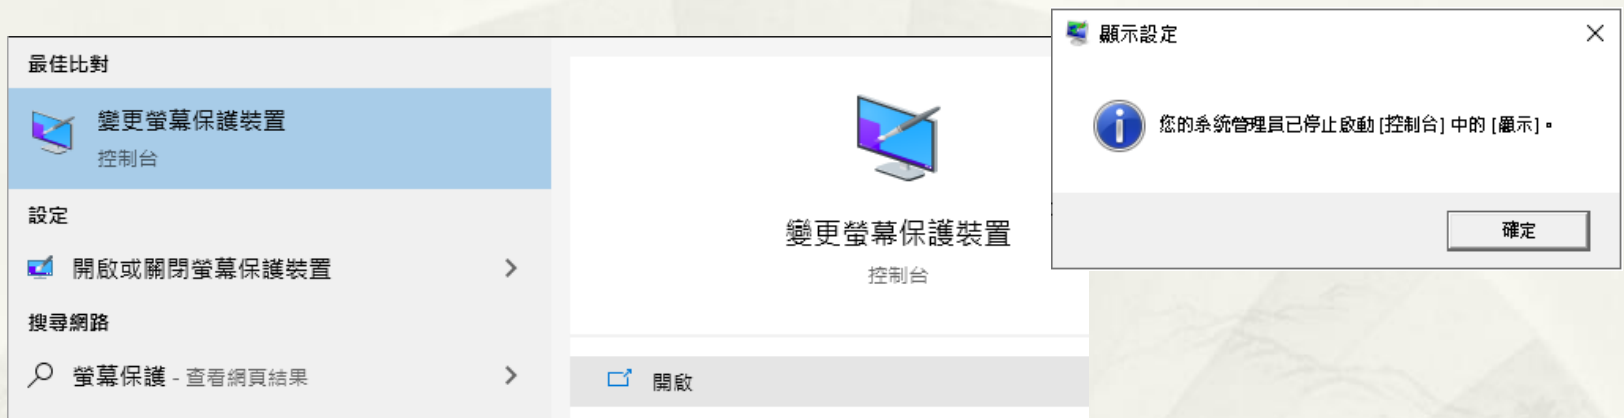 最佳比對
變更螢幕保護裝置
控制台
設定
開啟或關閉螢幕保護裝置
搜尋網路
螢幕保護 - 查看網頁結果
變更螢幕保護裝置
控制台
開啟
顯示設定
您的系統管理員已停止啟動 [控制台] 中的 [顯示]。
確定